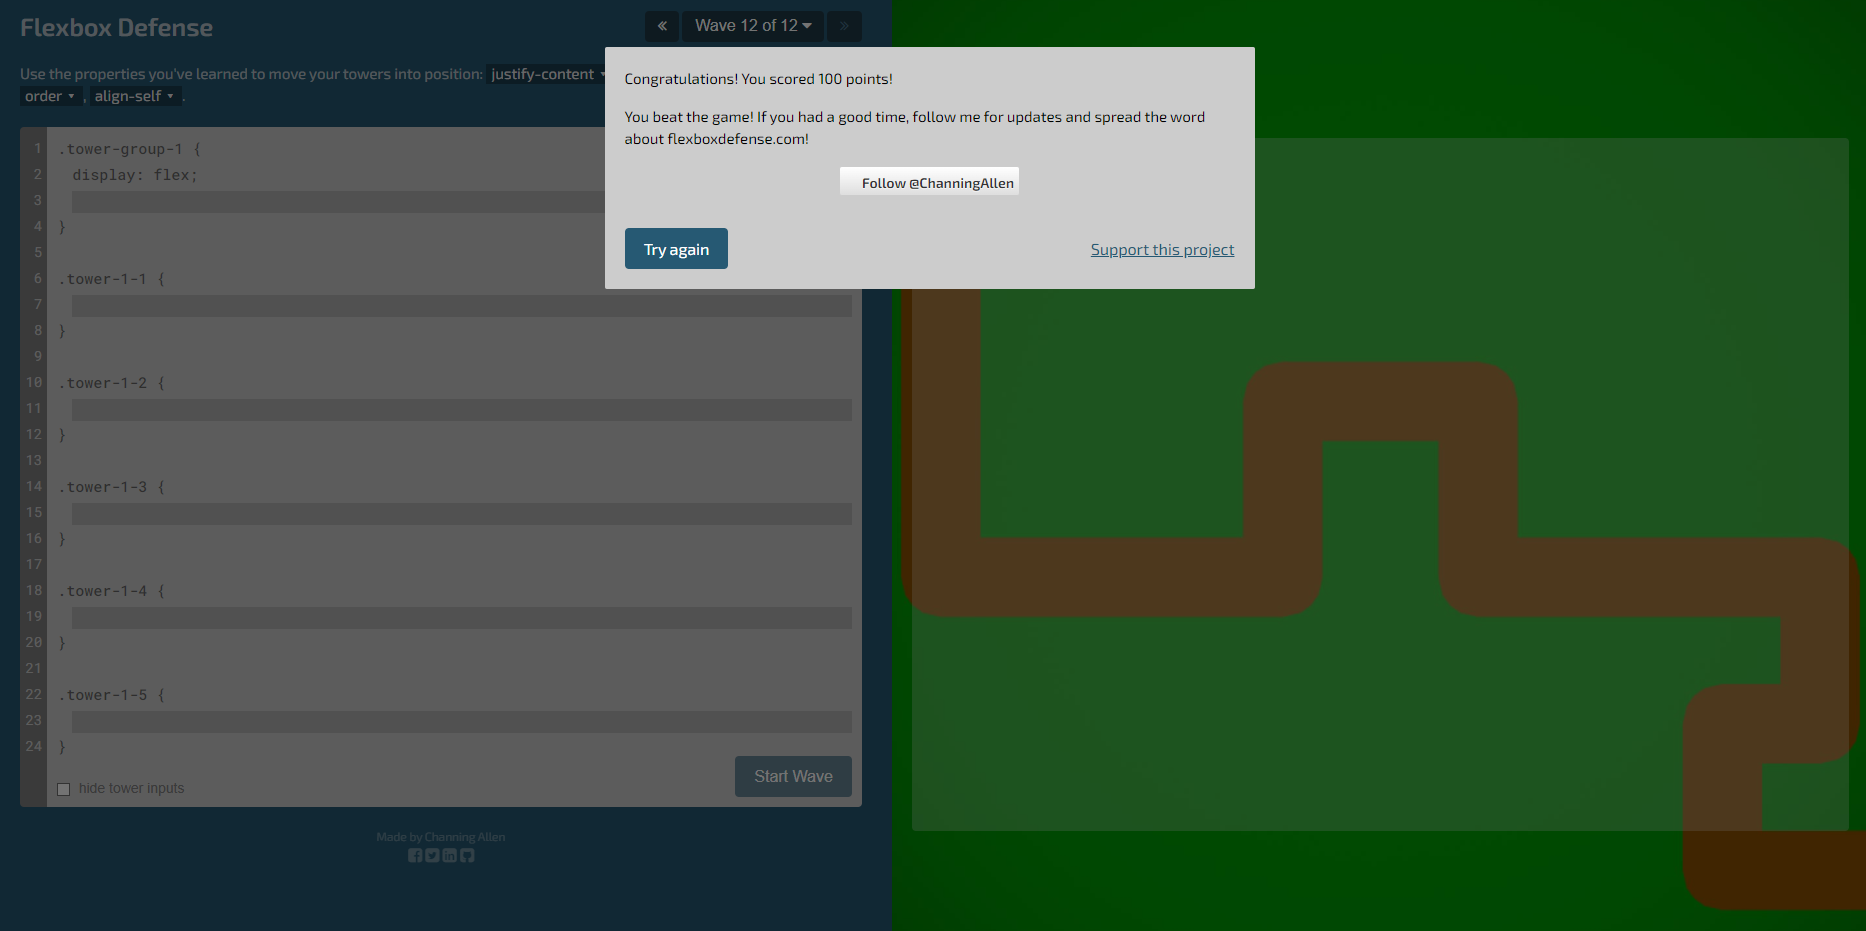 Flexbox Defense
« Wave 12 of 12 »
Use the properties you've learned to move your towers into position: justify-content
order , align-self .
Congratulations! You scored 100 points!
You beat the game! If you had a good time, follow me for updates and spread the word
about flexboxdefense.com!
Follow @ChanningAllen
Try again
Support this project
1 .tower-group-1 {
2 display: flex;
3
4 }
5
6 .tower-1-1 {
7
8 }
9
10 .tower-1-2 {
11
12 }
13
14 .tower-1-3 {
15
16 }
17
18 .tower-1-4 {
19
20 }
21
22 .tower-1-5 {
23
24 }
hide tower inputs
Start Wave
Made by Channing Allen